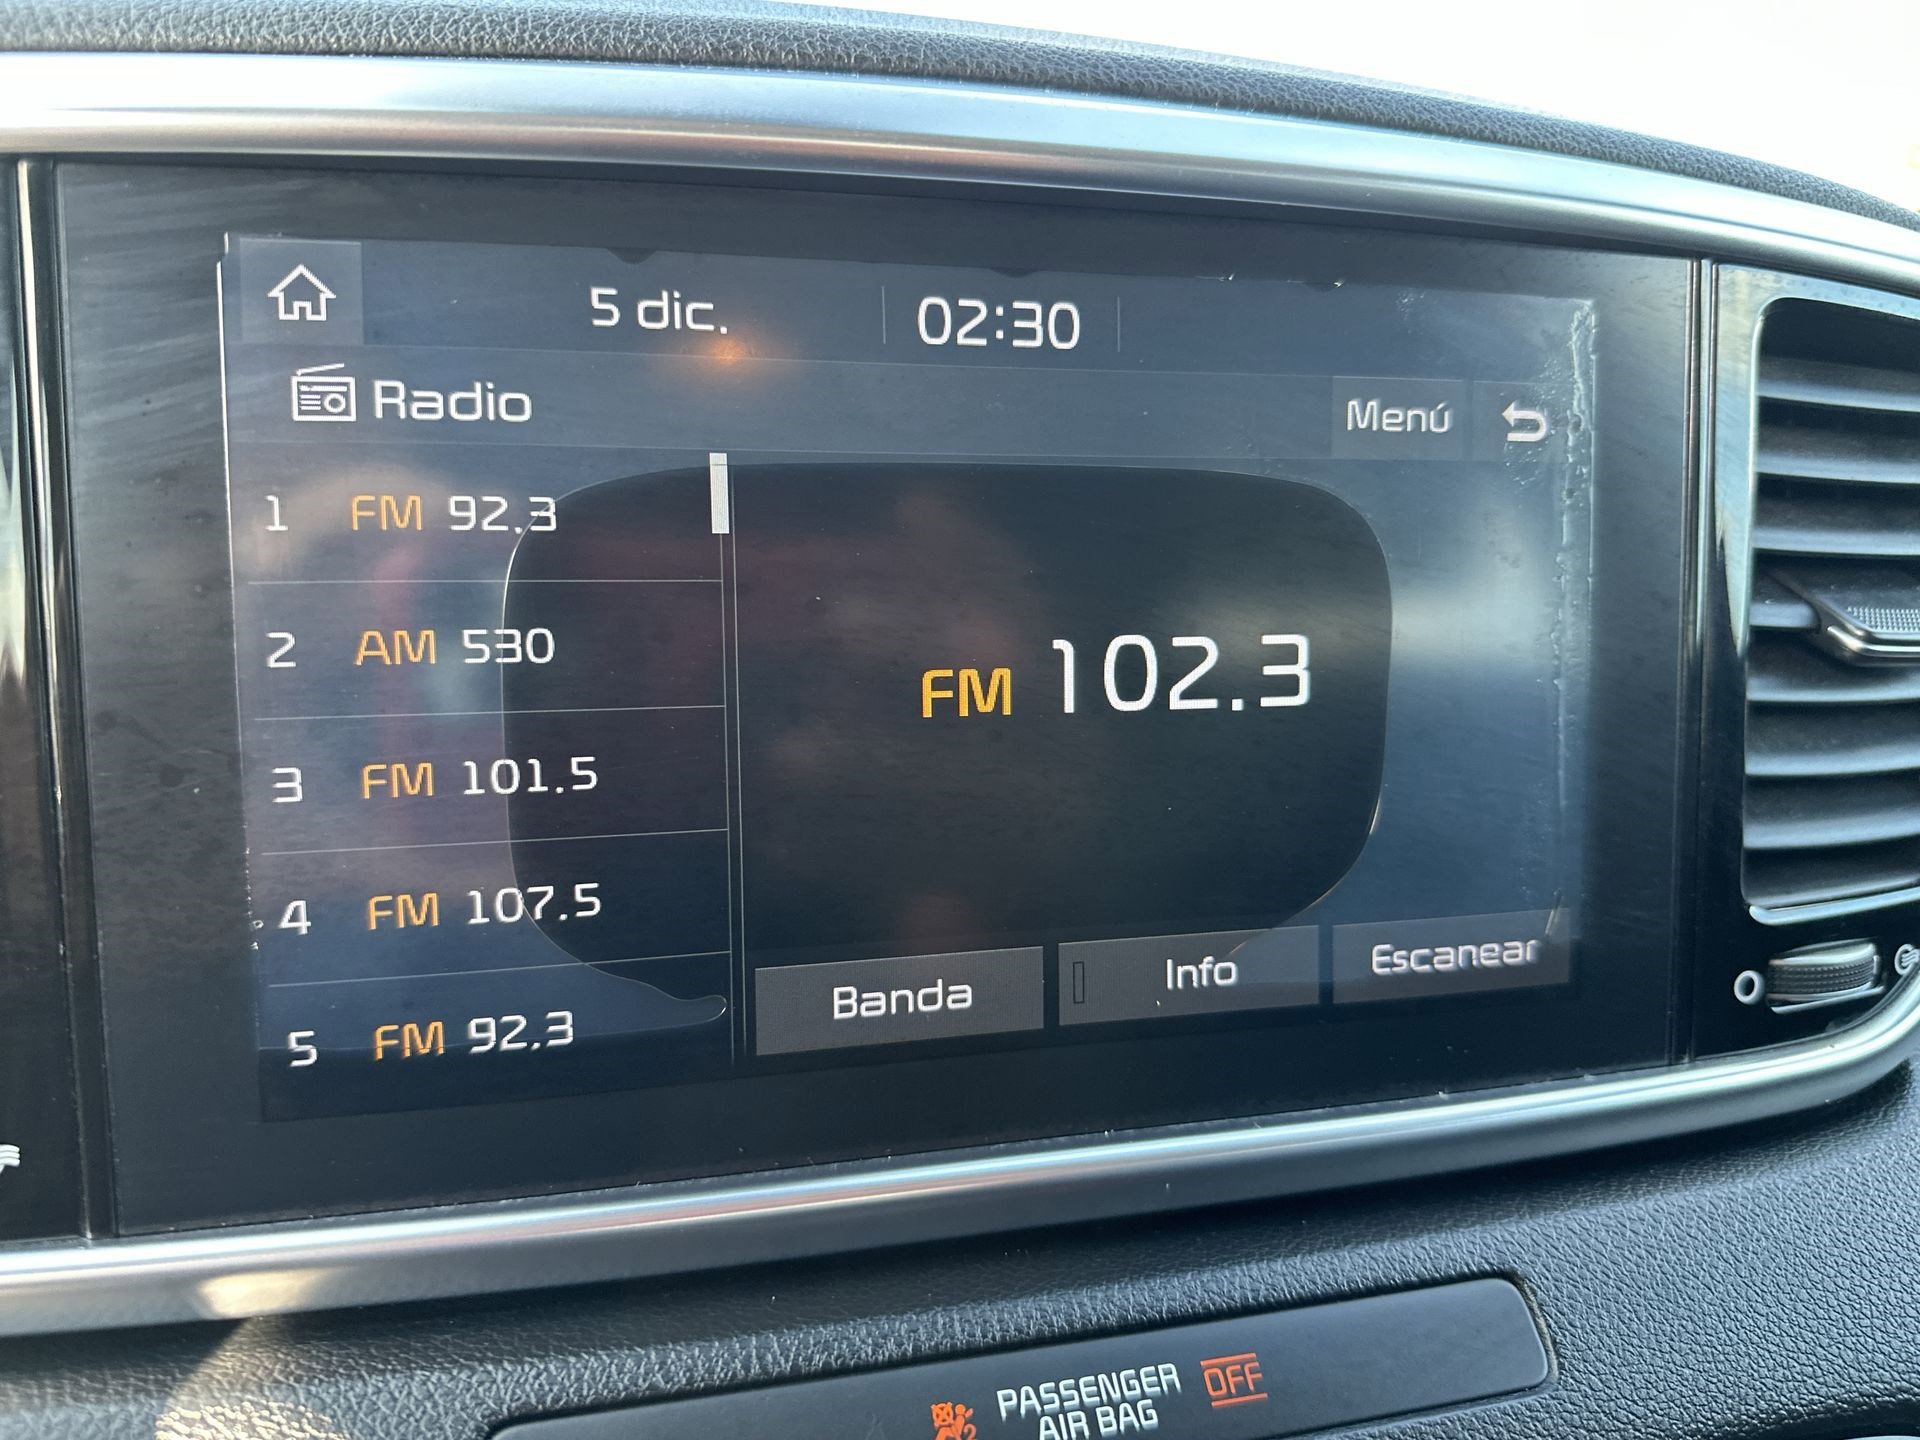 5 dic. 02:30
Radio Menú
1 FM 92.3
2 AM 530
3 FM 101.5
4 FM 107.5
5 FM 92.3
FM 102.3
Banda Info Escanear
PASSENGER OFF
AIR BAG